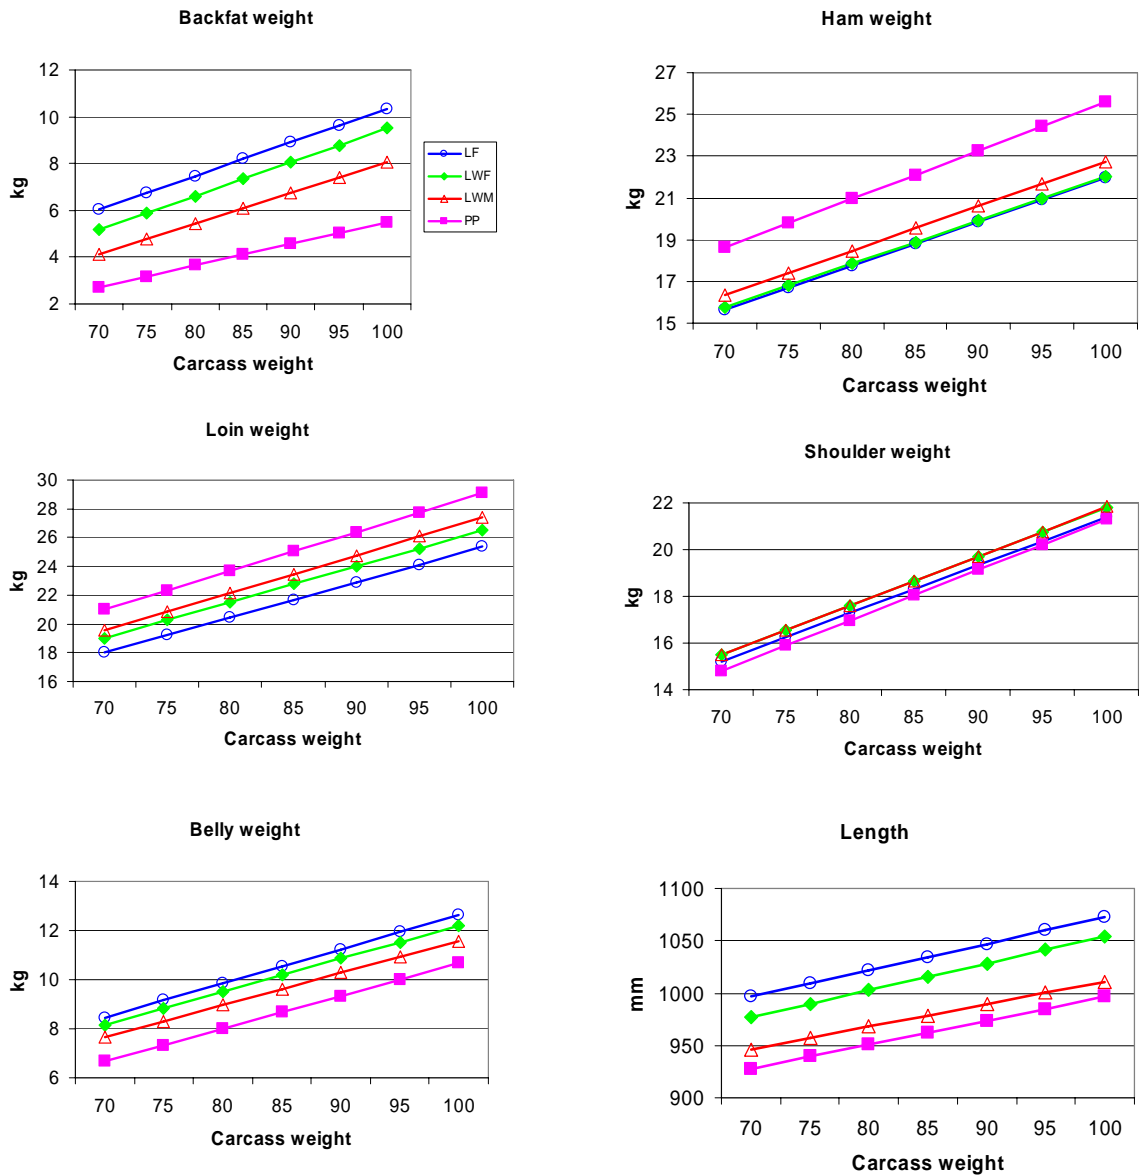 Backfat weight
12
10
8
6
4
2
kg
70 75 80 85 90 95 100
Carcass weight
LF
LWF
LWM
PP
Ham weight
27
25
23
21
19
17
15
kg
70 75 80 85 90 95 100
Carcass weight
Loin weight
30
28
26
24
22
20
18
16
kg
70 75 80 85 90 95 100
Carcass weight
Shoulder weight
22
20
18
16
14
kg
70 75 80 85 90 95 100
Carcass weight
Belly weight
14
12
10
8
6
kg
70 75 80 85 90 95 100
Carcass weight
Length
1100
1050
1000
950
900
mm
70 75 80 85 90 95 100
Carcass weight